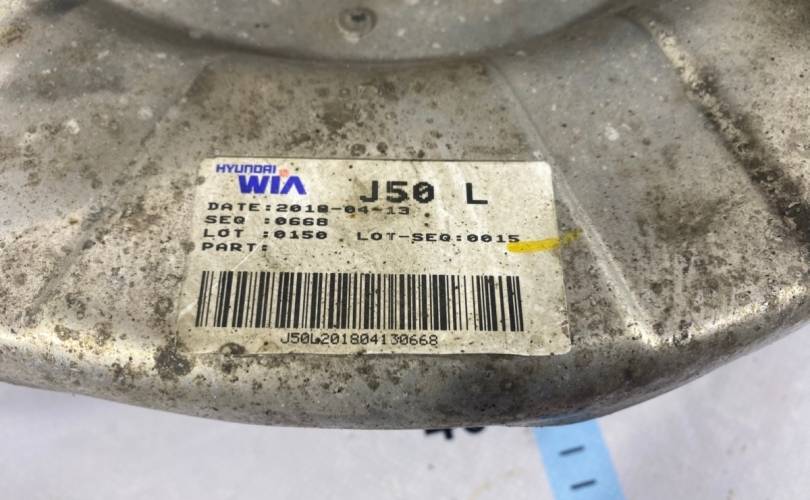 HYUNDAI
WIA
J50 L
DATE:2018-04-13
SEQ :0668
LOT :0150 LOT-SEQ:0015
PART:
J50L201804130668